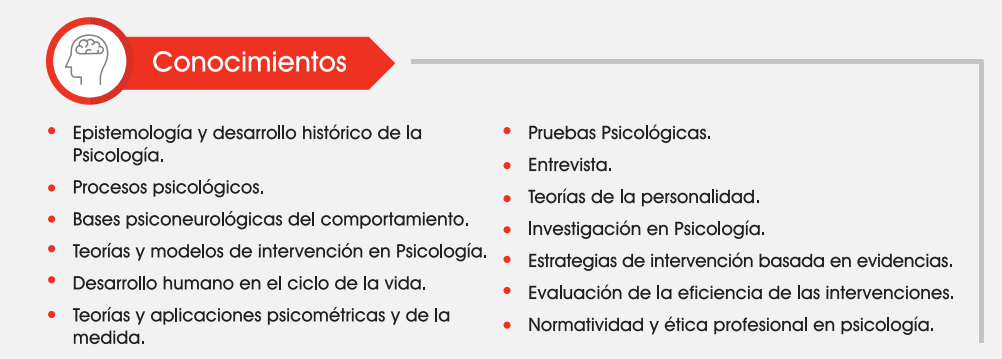 Conocimientos
Epistemología y desarrollo histórico de la
Psicología.
Procesos psicológicos.
Bases psiconeurológicas del comportamiento.
Teorías y modelos de intervención en Psicología.
Desarrollo humano en el ciclo de la vida.
Teorías y aplicaciones psicométricas y de la
medida.
Pruebas Psicológicas.
Entrevista.
Teorías de la personalidad.
Investigación en Psicología.
Estrategias de intervención basada en evidencias.
Evaluación de la eficiencia de las intervenciones.
Normatividad y ética profesional en psicología.